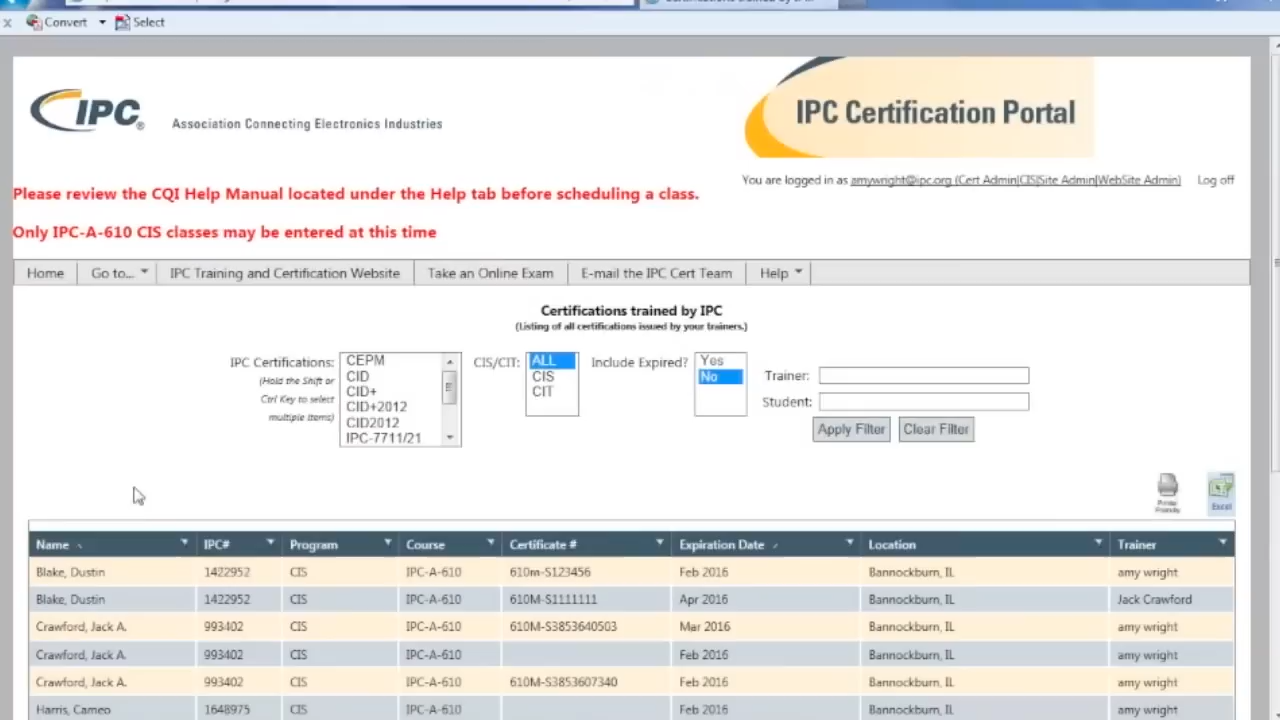 x Convert Select
IPC
Association Connecting Electronics Industries
IPC Certification Portal
You are logged in as amywright@ipc.org (Cert Admin|CIS|Site Admin|WebSite Admin) Log off
Please review the CQI Help Manual located under the Help tab before scheduling a class.
Only IPC-A-610 CIS classes may be entered at this time
Home Go to... IPC Training and Certification Website Take an Online Exam E-mail the IPC Cert Team Help
Certifications trained by IPC
(Listing of all certifications issued by your trainers.)
IPC Certifications: CEPM CIS/CIT: ALL Include Expired? Yes
(Hold the Shift or CID CIS No Trainer:
Ctrl Key to select CID+ CIT
multiple items) CID+2012 Student:
CID2012
IPC-7711/21
Apply Filter Clear Filter
Printer Friendly Excel
Name IPC# Program Course Certificate # Expiration Date Location Trainer
Blake, Dustin 1422952 CIS IPC-A-610 610m-S123456 Feb 2016 Bannockburn, IL amy wright
Blake, Dustin 1422952 CIS IPC-A-610 610M-S1111111 Apr 2016 Bannockburn, IL Jack Crawford
Crawford, Jack A. 993402 CIS IPC-A-610 610M-S3853640503 Mar 2016 Bannockburn, IL amy wright
Crawford, Jack A. 993402 CIS IPC-A-610 Feb 2016 Bannockburn, IL amy wright
Crawford, Jack A. 993402 CIS IPC-A-610 610M-S3853607340 Feb 2016 Bannockburn, IL amy wright
Harris, Cameo 1648975 CIS IPC-A-610 Feb 2016 Bannockburn, IL amy wright